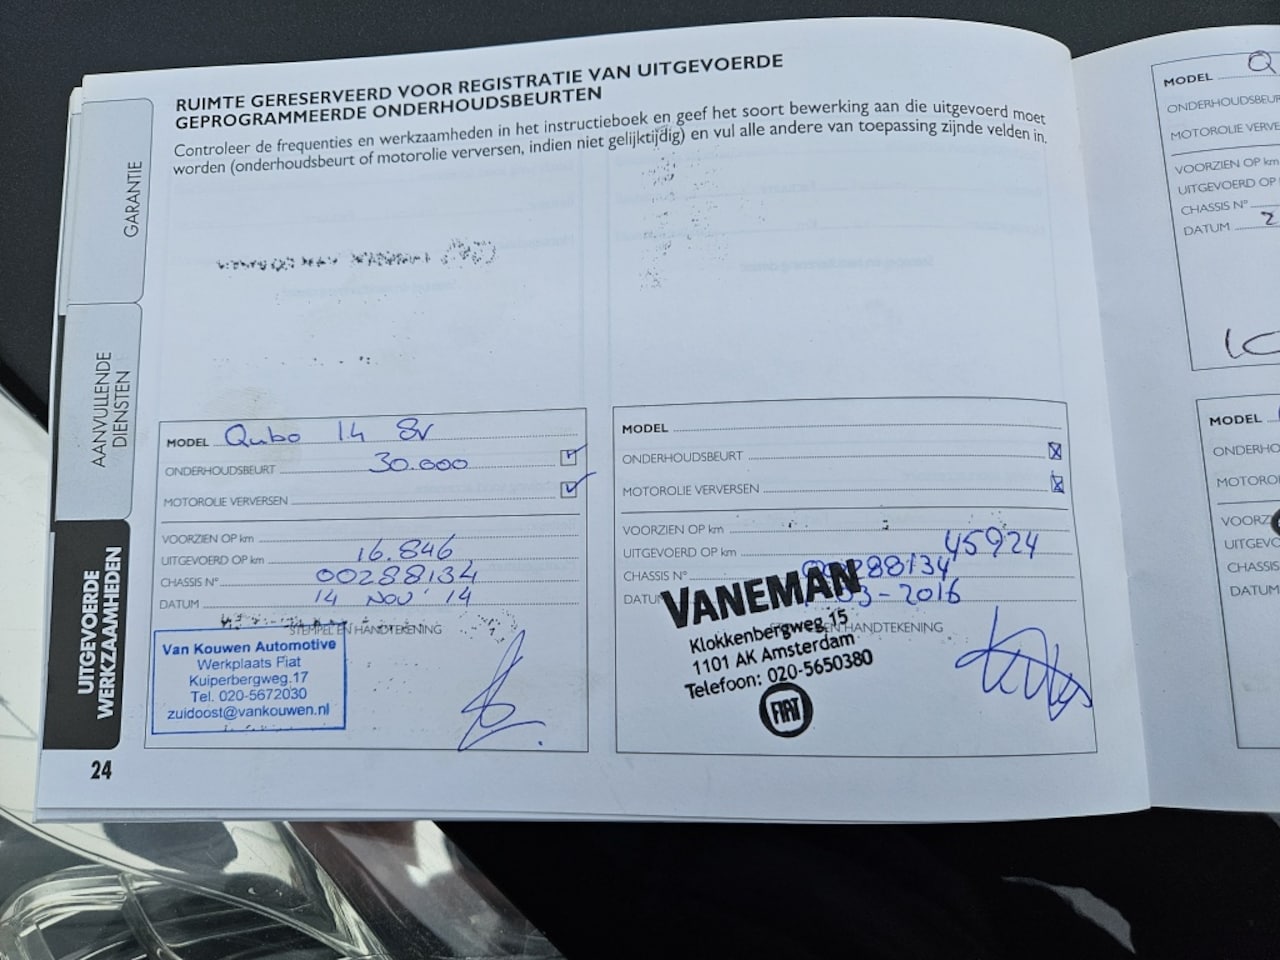 RUIMTE GERESERVEERD VOOR REGISTRATIE VAN UITGEVOERDE
GEPROGRAMMEERDE ONDERHOUDSBEURTEN
Controleer de frequenties en werkzaamheden in het instructieboek en geef het soort bewerking aan die uitgevoerd moet
worden (onderhoudsbeurt of motorolie verversen, indien niet gelijktijdig) en vul alle andere van toepassing zijnde velden in.
GARANTIE
AANVULLENDE
DIENSTEN
UITGEVOERDE
WERKZAAMHEDEN
24
MODEL Qubo 1.4 8v
ONDERHOUDSBEURT 30.000
MOTOROLIE VERVERSEN
VOORZIEN OP km
UITGEVOERD OP km 16.846
CHASSIS N° 00288134
DATUM 14 NOV' 14
STEMPEL EN HANDTEKENING
Van Kouwen Automotive
Werkplaats Fiat
Kuiperbergweg.17
Tel. 020-5672030
zuidoost@vankouwen.nl
MODEL
ONDERHOUDSBEURT
MOTOROLIE VERVERSEN
VOORZIEN OP km
UITGEVOERD OP km 45924
CHASSIS N° 00288134
03-2016
HANDTEKENING
VANEMAN
Klokkenbergweg 15
1101 AK Amsterdam
Telefoon: 020-5650380
FIAT
MODEL Q
VOORZIEN OP km
UITGEVOERD OP
CHASSIS N°
DATUM 2
MODEL
CHASSIS
DATUM